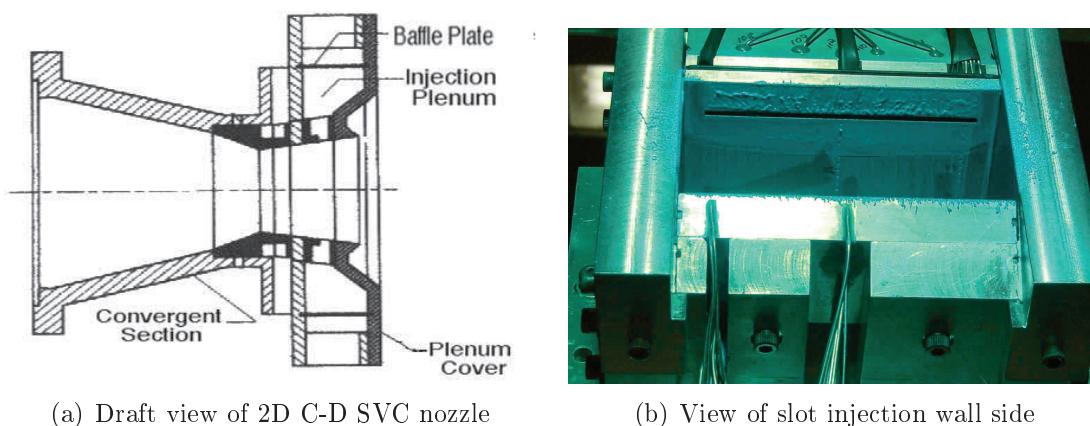 Baffle Plate
Injection
Plenum
Convergent
Section
Plenum
Cover
(a) Draft view of 2D C-D SVC nozzle
(b) View of slot injection wall side